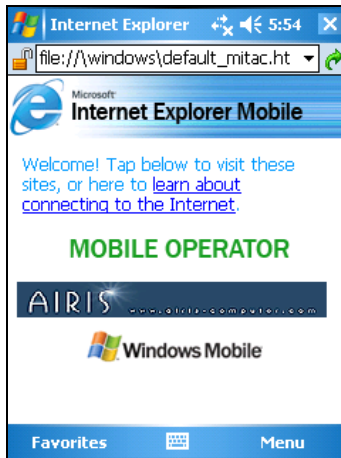 Internet Explorer 5:54
file://\windows\default_mitac.ht
Microsoft
Internet Explorer Mobile
Welcome! Tap below to visit these
sites, or here to learn about
connecting to the Internet.
MOBILE OPERATOR
AIRIS www.airis-computer.com
Windows Mobile
Favorites Menu